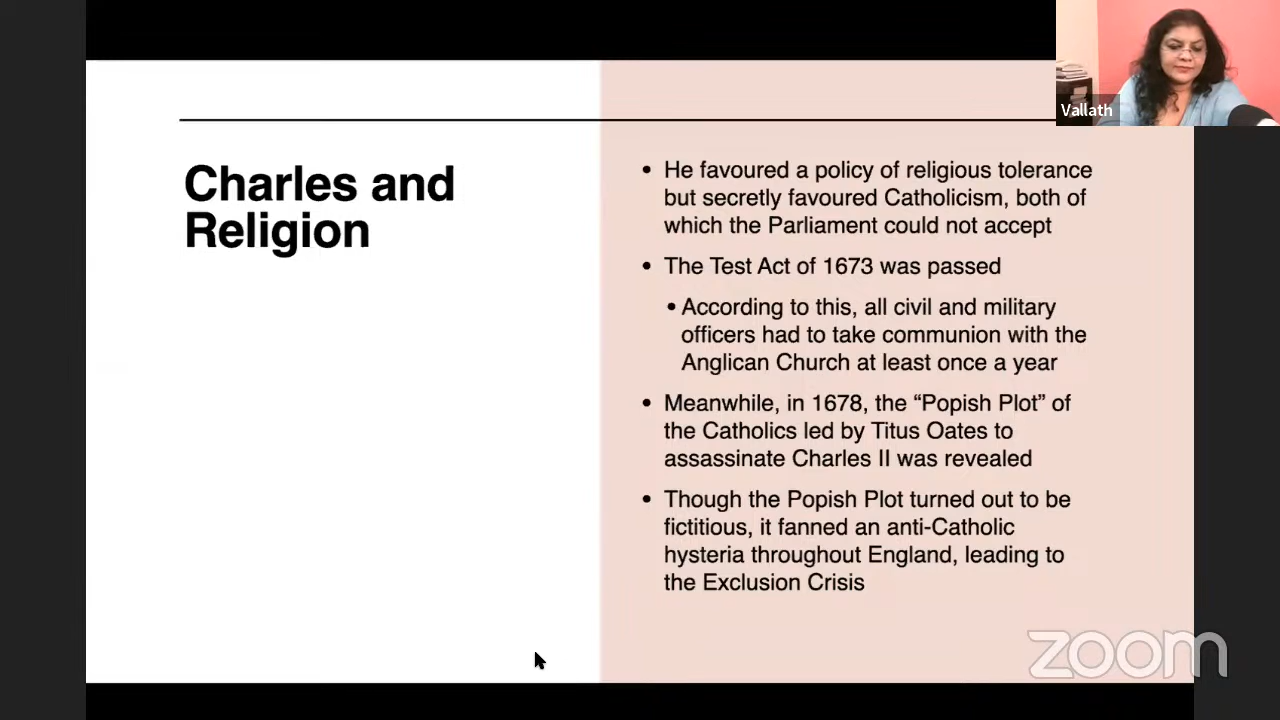 Charles and
Religion
• He favoured a policy of religious tolerance
but secretly favoured Catholicism, both of
which the Parliament could not accept
• The Test Act of 1673 was passed
• According to this, all civil and military
officers had to take communion with the
Anglican Church at least once a year
• Meanwhile, in 1678, the “Popish Plot” of
the Catholics led by Titus Oates to
assassinate Charles II was revealed
• Though the Popish Plot turned out to be
fictitious, it fanned an anti-Catholic
hysteria throughout England, leading to
the Exclusion Crisis
Vallath
zoom